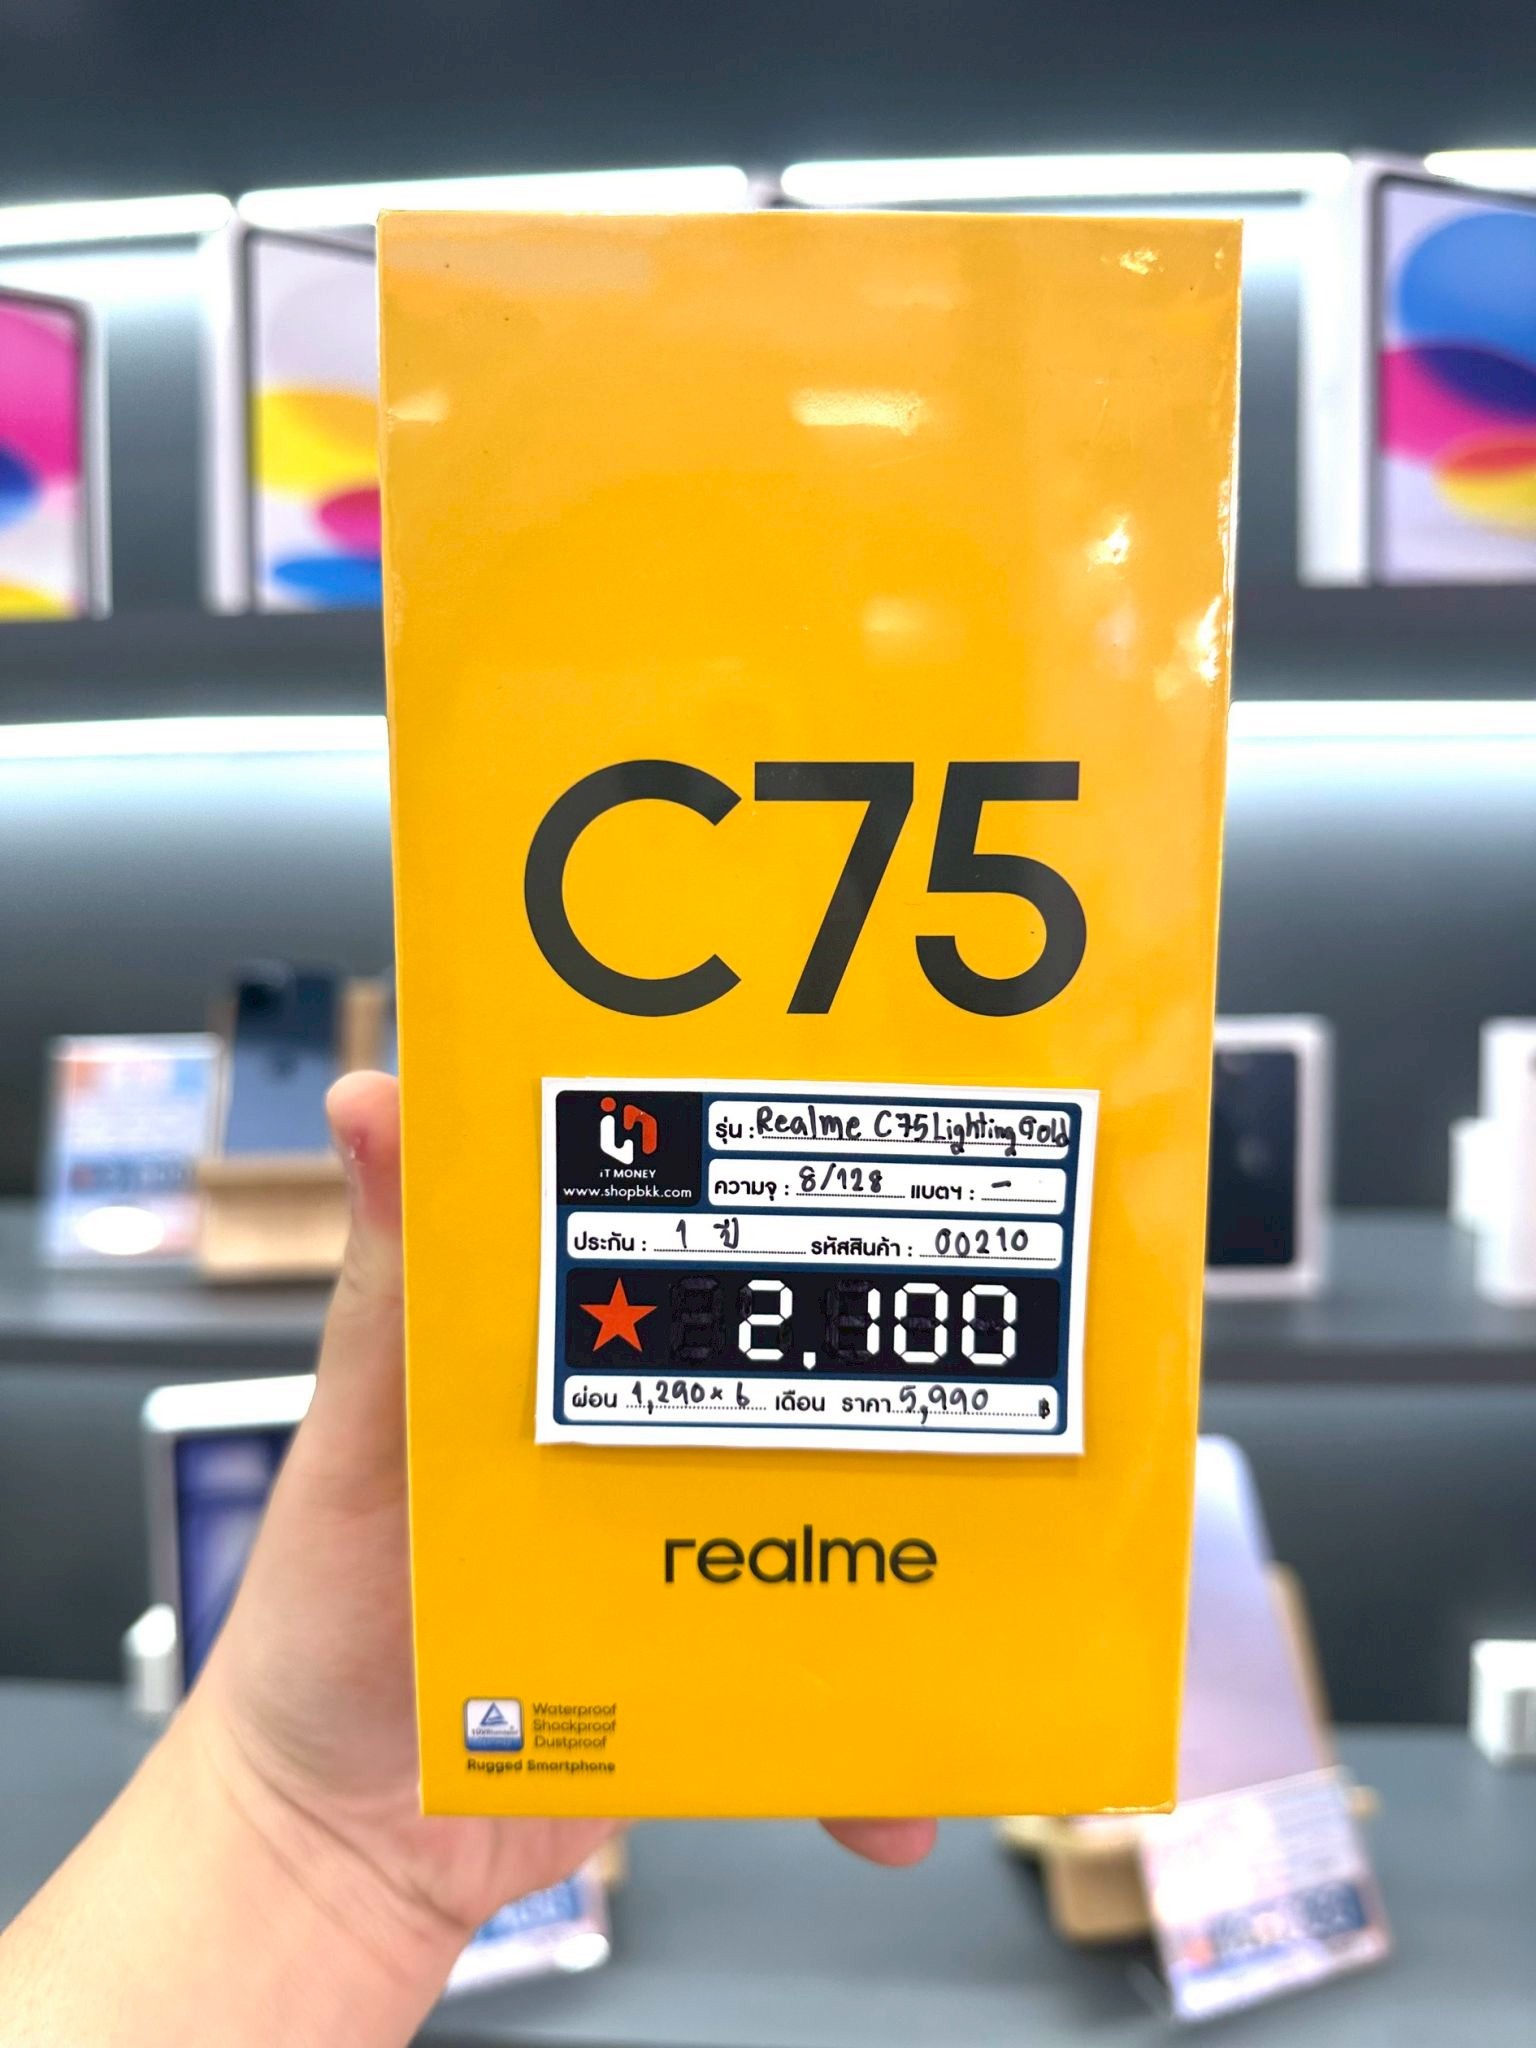 C75
รุ่น : Realme C75 Lighting Gold
iT MONEY
www.shopbkk.com
ความจุ : 8/128 แบตฯ : -
ประกัน : 1 ปี รหัสสินค้า : 00210
2,100
ผ่อน 1,290 x 6 เดือน ราคา 5,990 ฿
realme
TÜVRheinland
Waterproof
Shockproof
Dustproof
Rugged Smartphone